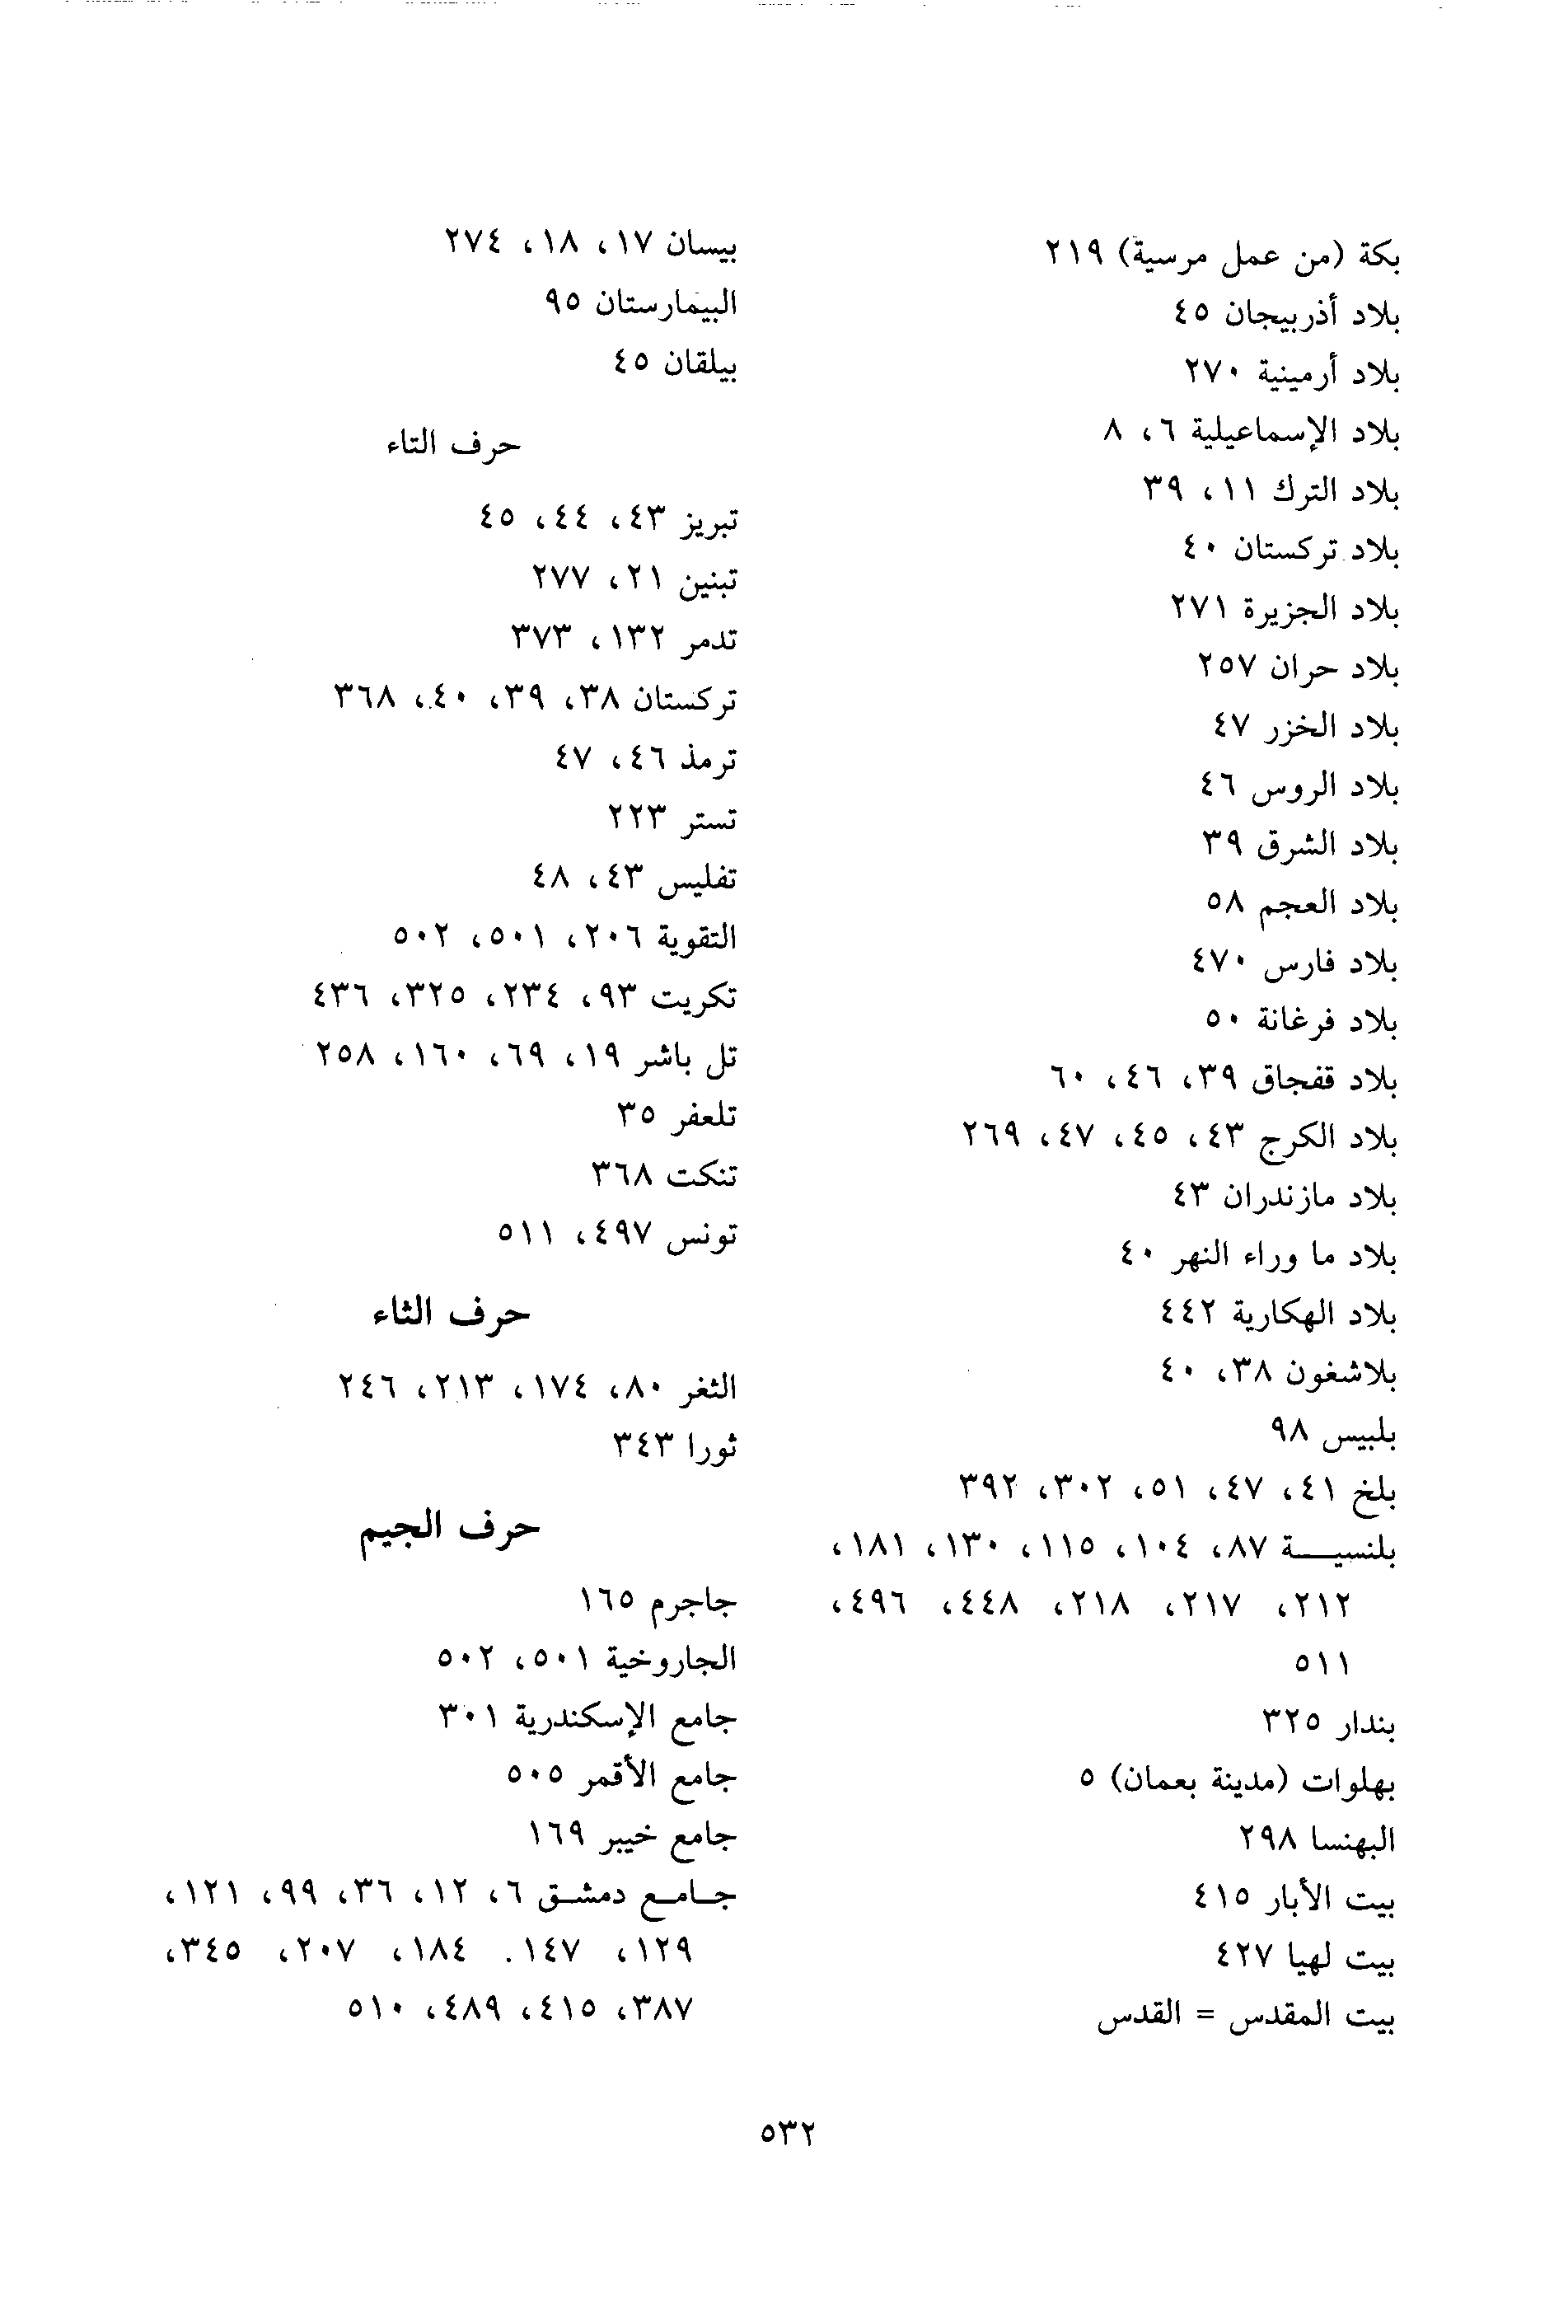 بكة (من عمل مرسية) ٢١٩
بلاد أذربيجان ٤٥
بلاد أرمينية ٢٧٠
بلاد الإسماعيلية ٦، ٨
بلاد الترك ١١، ٣٩
بلاد تركستان ٤٠
بلاد الجزيرة ٢٧١
بلاد حران ٢٥٧
بلاد الخزر ٤٧
بلاد الروس ٤٦
بلاد الشرق ٣٩
بلاد العجم ٥٨
بلاد فارس ٤٧٠
بلاد فرغانة ٥٠
بلاد قفجاق ٣٩، ٤٦، ٦٠
بلاد الكرج ٤٣، ٤٥، ٤٧، ٢٦٩
بلاد مازندران ٤٣
بلاد ما وراء النهر ٤٠
بلاد الهكارية ٤٤٢
بلاشغون ٣٨، ٤٠
بلبيس ٩٨
بلخ ٤١، ٤٧، ٥١، ٣٠٢، ٣٩٢
بلنسيـــة ٨٧، ١٠٤، ١١٥، ١٣٠، ١٨١،
٢١٢، ٢١٧، ٢١٨، ٤٤٨، ٤٩٦،
٥١١
بندار ٣٢٥
بهلوات (مدينة بعمان) ٥
البهنسا ٢٩٨
بيت الأبار ٤١٥
بيت لهيا ٤٢٧
بيت المقدس = القدس
بيسان ١٧، ١٨، ٢٧٤
البيمارستان ٩٥
بيلقان ٤٥
حرف التاء
تبريز ٤٣، ٤٤، ٤٥
تبنين ٢١، ٢٧٧
تدمر ١٣٢، ٣٧٣
تركستان ٣٨، ٣٩، ٤٠، ٣٦٨
ترمذ ٤٦، ٤٧
تستر ٢٢٣
تفليس ٤٣، ٤٨
التقوية ٢٠٦، ٥٠١، ٥٠٢
تكريت ٩٣، ٢٣٤، ٣٢٥، ٤٣٦
تل باشر ١٩، ٦٩، ١٦٠، ٢٥٨
تلعفر ٣٥
تنكت ٣٦٨
تونس ٤٩٧، ٥١١
حرف الثاء
الثغر ٨٠، ١٧٤، ٢١٣، ٢٤٦
ثورا ٣٤٣
حرف الجيم
جاجرم ١٦٥
الجاروخية ٥٠١، ٥٠٢
جامع الإسكندرية ٣٠١
جامع الأقمر ٥٠٥
جامع خيبر ١٦٩
جـامـع دمشـق ٦، ١٢، ٣٦، ٩٩، ١٢١،
١٢٩، ١٤٧. ١٨٤، ٢٠٧، ٣٤٥،
٣٨٧، ٤١٥، ٤٨٩، ٥١٠
٥٣٢